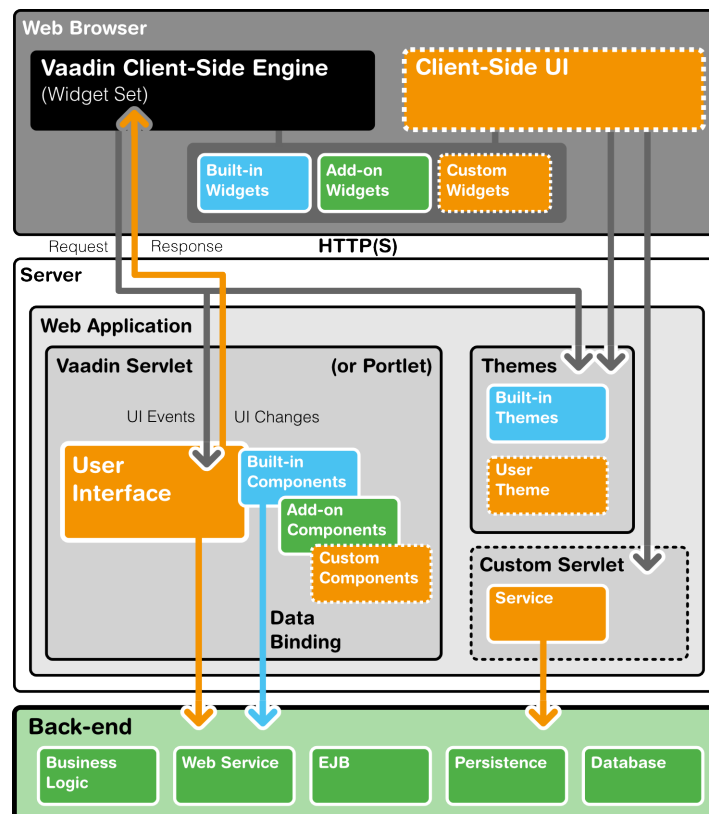 Web Browser
Vaadin Client-Side Engine
(Widget Set)
Client-Side UI
Built-in
Widgets
Add-on
Widgets
Custom
Widgets
Request
Response
HTTP(S)
Server
Web Application
Vaadin Servlet
(or Portlet)
Themes
Built-in
Themes
UI Events
UI Changes
User
Interface
Built-in
Components
User
Theme
Add-on
Components
Custom
Components
Custom Servlet
Service
Data
Binding
Back-end
Business
Logic
Web Service
EJB
Persistence
Database